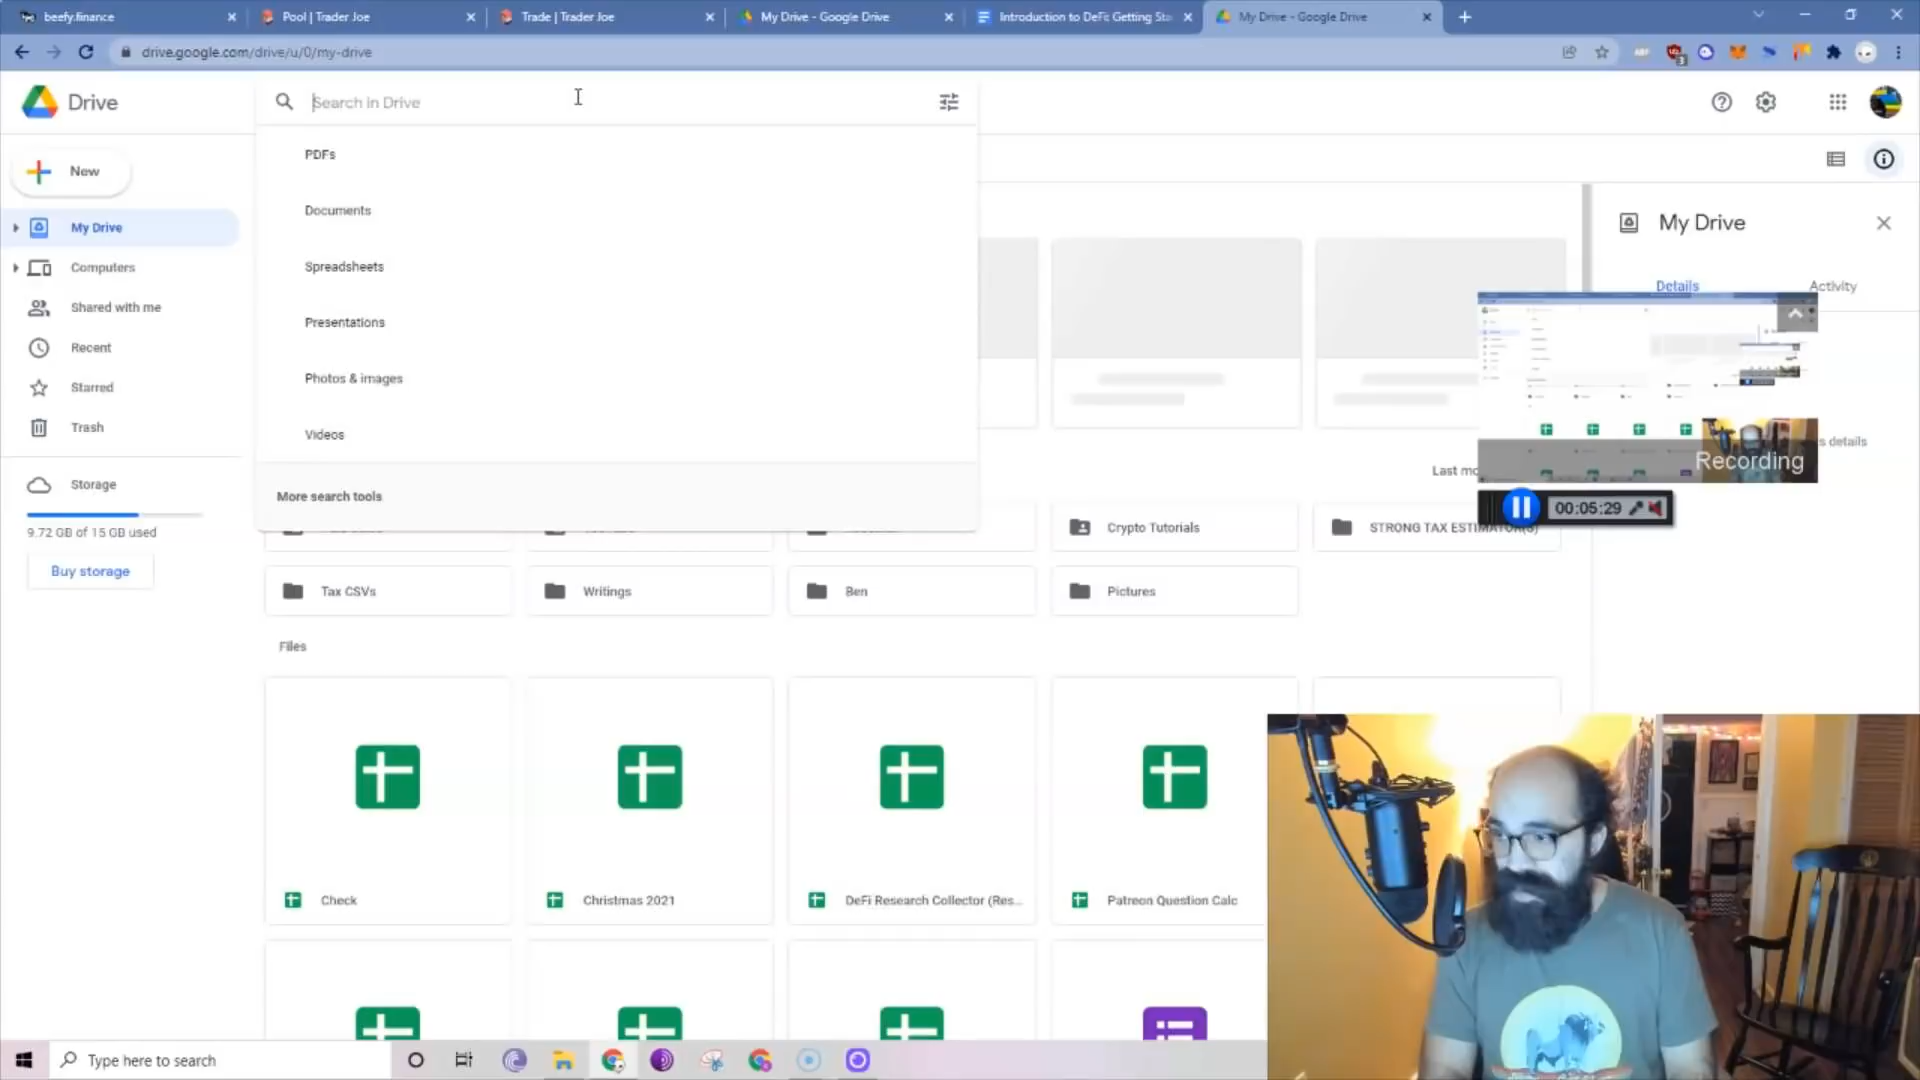 beefy.finance
Pool | Trader Joe
Trade | Trader Joe
My Drive - Google Drive
Introduction to DeFi: Getting Sta
My Drive - Google Drive
drive.google.com/drive/u/0/my-drive
Drive
Search in Drive
PDFs
New
Documents
My Drive
My Drive
Computers
Spreadsheets
Details
Activity
Shared with me
Presentations
Recent
Photos & images
Starred
Trash
Videos
s details
Recording
Last mo
Storage
More search tools
00:05:29
9.72 GB of 15 GB used
Crypto Tutorials
STRONG TAX ESTIMATOR(S)
Buy storage
Tax CSVs
Writings
Ben
Pictures
Files
Check
Christmas 2021
DeFi Research Collector (Res...
Patreon Question Calc
Type here to search